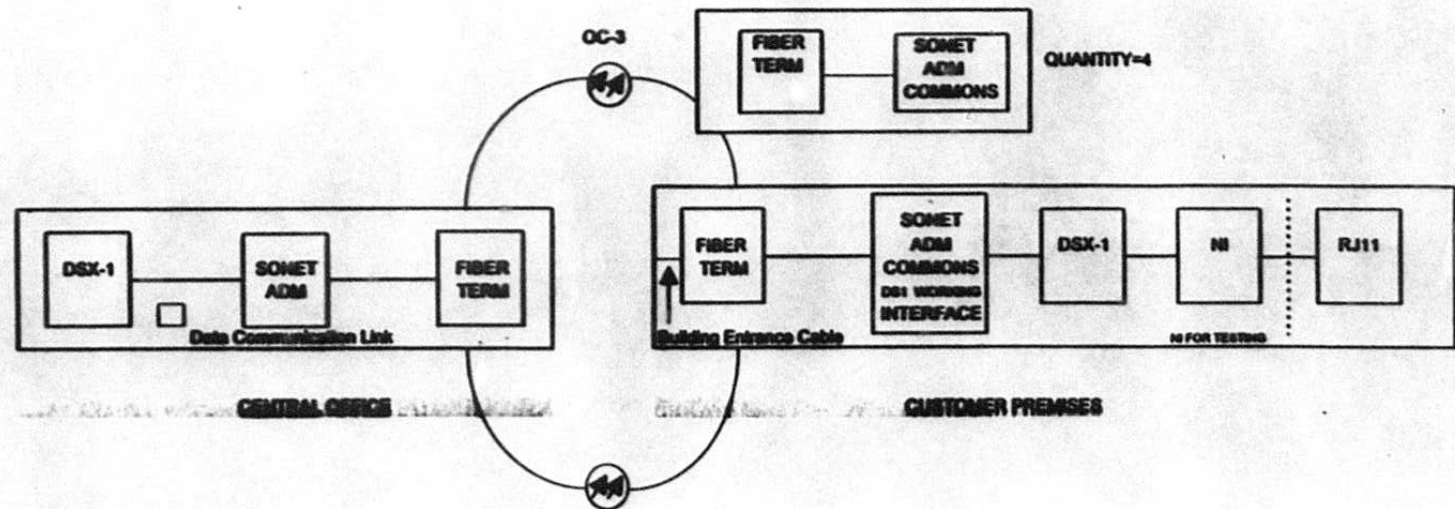 OC-3
FIBER
TERM
SONET
ADM
COMMONS
QUANTITY=4
DSX-1
SONET
ADM
FIBER
TERM
Data Communication Link
FIBER
TERM
SONET
ADM
COMMONS
DS1 WORKING
INTERFACE
DSX-1
NI
RJ11
Building Entrance Cable
NI FOR TESTING
CENTRAL OFFICE
CUSTOMER PREMISES